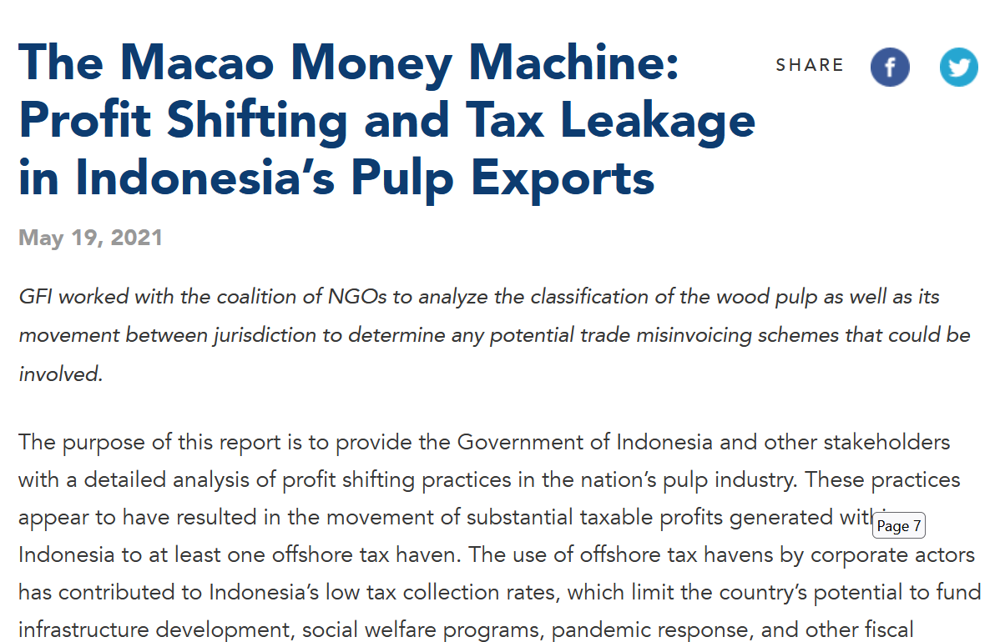 The Macao Money Machine:
Profit Shifting and Tax Leakage
in Indonesia’s Pulp Exports
SHARE
May 19, 2021
GFI worked with the coalition of NGOs to analyze the classification of the wood pulp as well as its
movement between jurisdiction to determine any potential trade misinvoicing schemes that could be
involved.
The purpose of this report is to provide the Government of Indonesia and other stakeholders
with a detailed analysis of profit shifting practices in the nation’s pulp industry. These practices
appear to have resulted in the movement of substantial taxable profits generated
Page 7
Indonesia to at least one offshore tax haven. The use of offshore tax havens by corporate actors
has contributed to Indonesia’s low tax collection rates, which limit the country’s potential to fund
infrastructure development, social welfare programs, pandemic response, and other fiscal